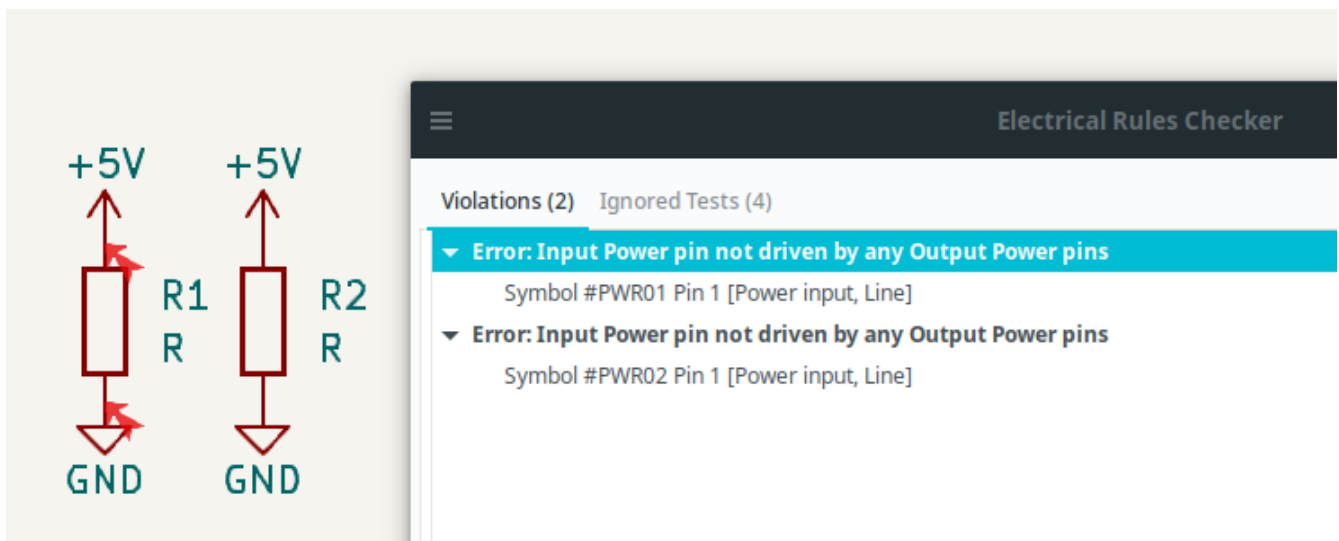 +5V +5V
R1 R2
R R
GND GND
Electrical Rules Checker
Violations (2) Ignored Tests (4)
Error: Input Power pin not driven by any Output Power pins
Symbol #PWR01 Pin 1 [Power input, Line]
Error: Input Power pin not driven by any Output Power pins
Symbol #PWR02 Pin 1 [Power input, Line]